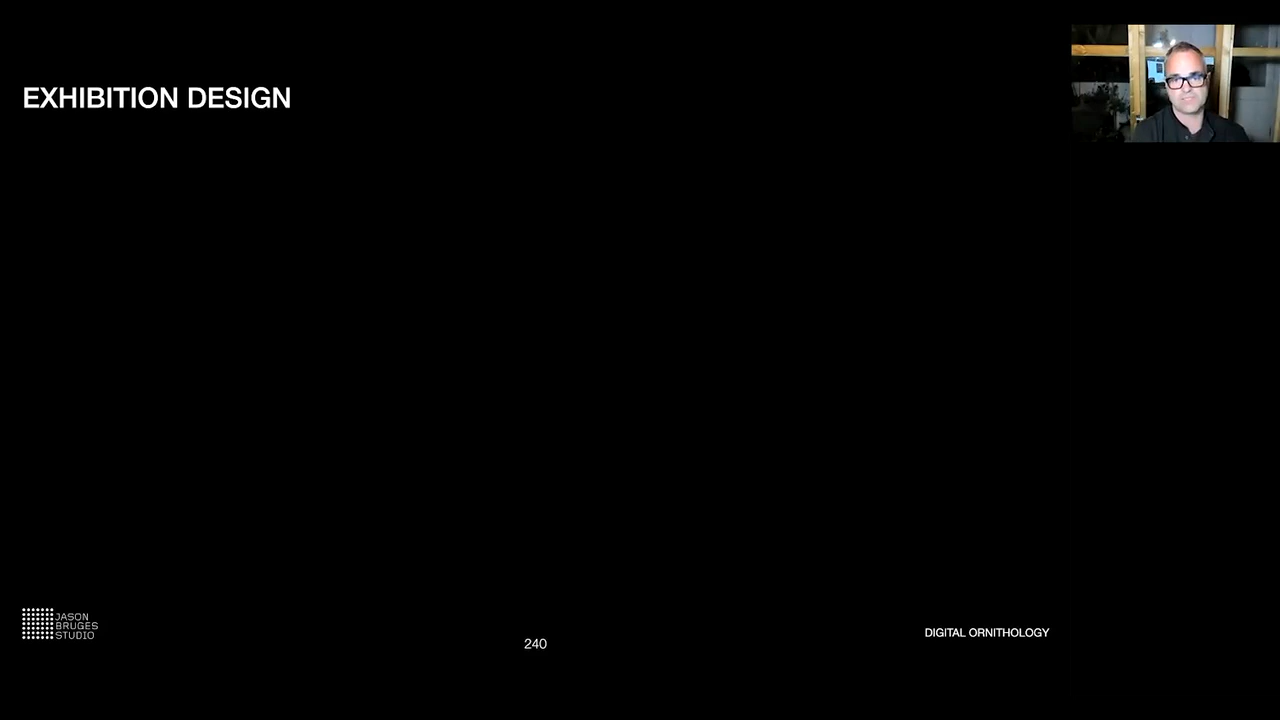 EXHIBITION DESIGN
JASON
BRUGES
STUDIO
240
DIGITAL ORNITHOLOGY